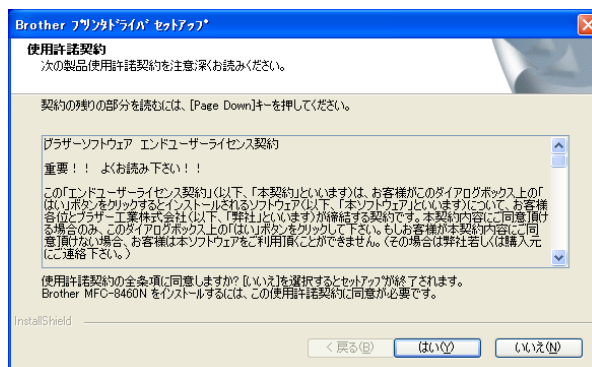 Brother ﾌﾟﾘﾝﾀﾄﾞﾗｲﾊﾞ ｾｯﾄｱｯﾌﾟ
使用許諾契約
次の製品使用許諾契約を注意深くお読みください。
契約の残りの部分を読むには、[Page Down]キーを押してください。
ブラザーソフトウェア エンドユーザーライセンス契約
重要！！ よくお読み下さい！！
この「エンドユーザーライセンス契約」(以下、「本契約」といいます)は、お客様がこのダイアログボックス上の「
はい」ボタンをクリックするとインストールされるソフトウェア(以下、「本ソフトウェア」といいます)について、お客様
各位とブラザー工業株式会社(以下、「弊社」といいます)が締結する契約です。本契約内容にご同意頂け
る場合のみ、このダイアログボックス上の「はい」ボタンをクリックして下さい。もしお客様が本契約内容にご同
意頂けない場合、お客様は本ソフトウェアをご利用頂くことができません。(その場合は弊社若しくは購入元
にご連絡下さい。)
使用許諾契約の全条項に同意しますか? [いいえ]を選択するとｾｯﾄｱｯﾌﾟが終了されます。
Brother MFC-8460N をインストールするには、この使用許諾契約に同意が必要です。
InstallShield
< 戻る(B)
はい(Y)
いいえ(N)